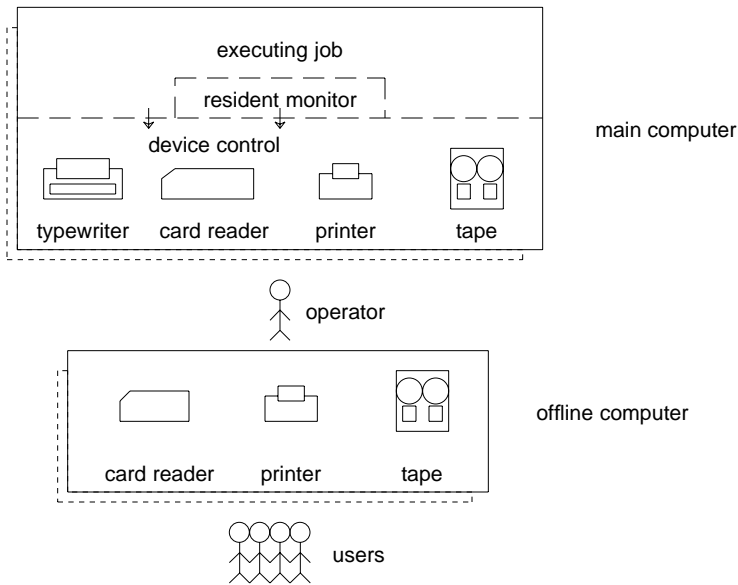 executing job
resident monitor
device control
main computer
typewriter card reader printer tape
operator
offline computer
card reader printer tape
users